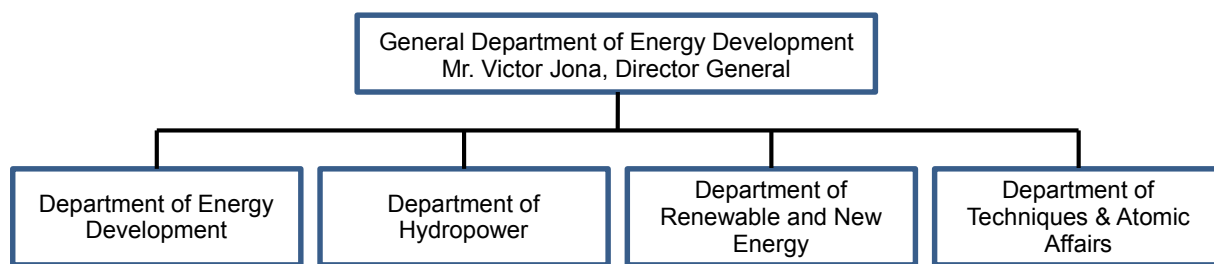 General Department of Energy Development
Mr. Victor Jona, Director General
Department of Energy
Development
Department of
Hydropower
Department of
Renewable and New
Energy
Department of
Techniques & Atomic
Affairs